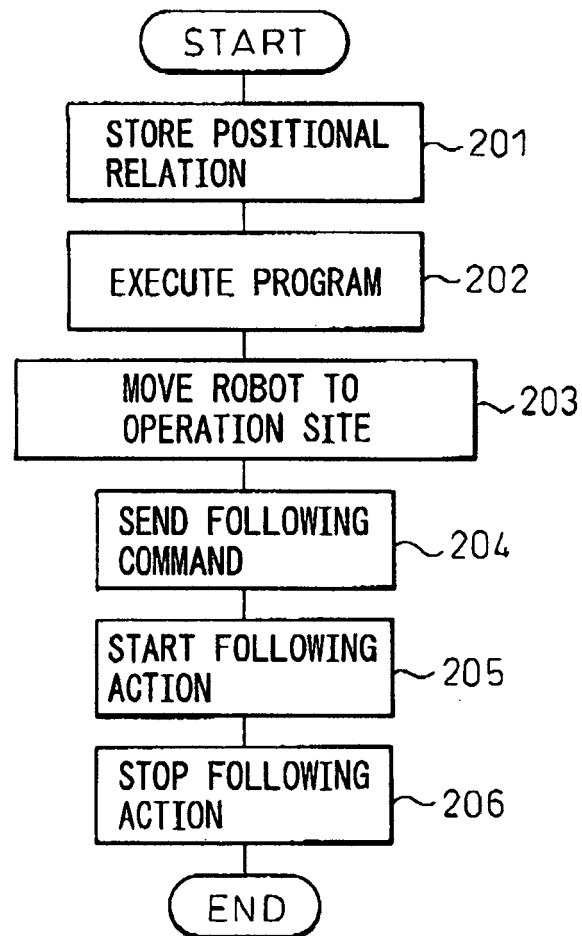 START
STORE POSITIONAL
RELATION
201
EXECUTE PROGRAM
202
MOVE ROBOT TO
OPERATION SITE
203
SEND FOLLOWING
COMMAND
204
START FOLLOWING
ACTION
205
STOP FOLLOWING
ACTION
206
END